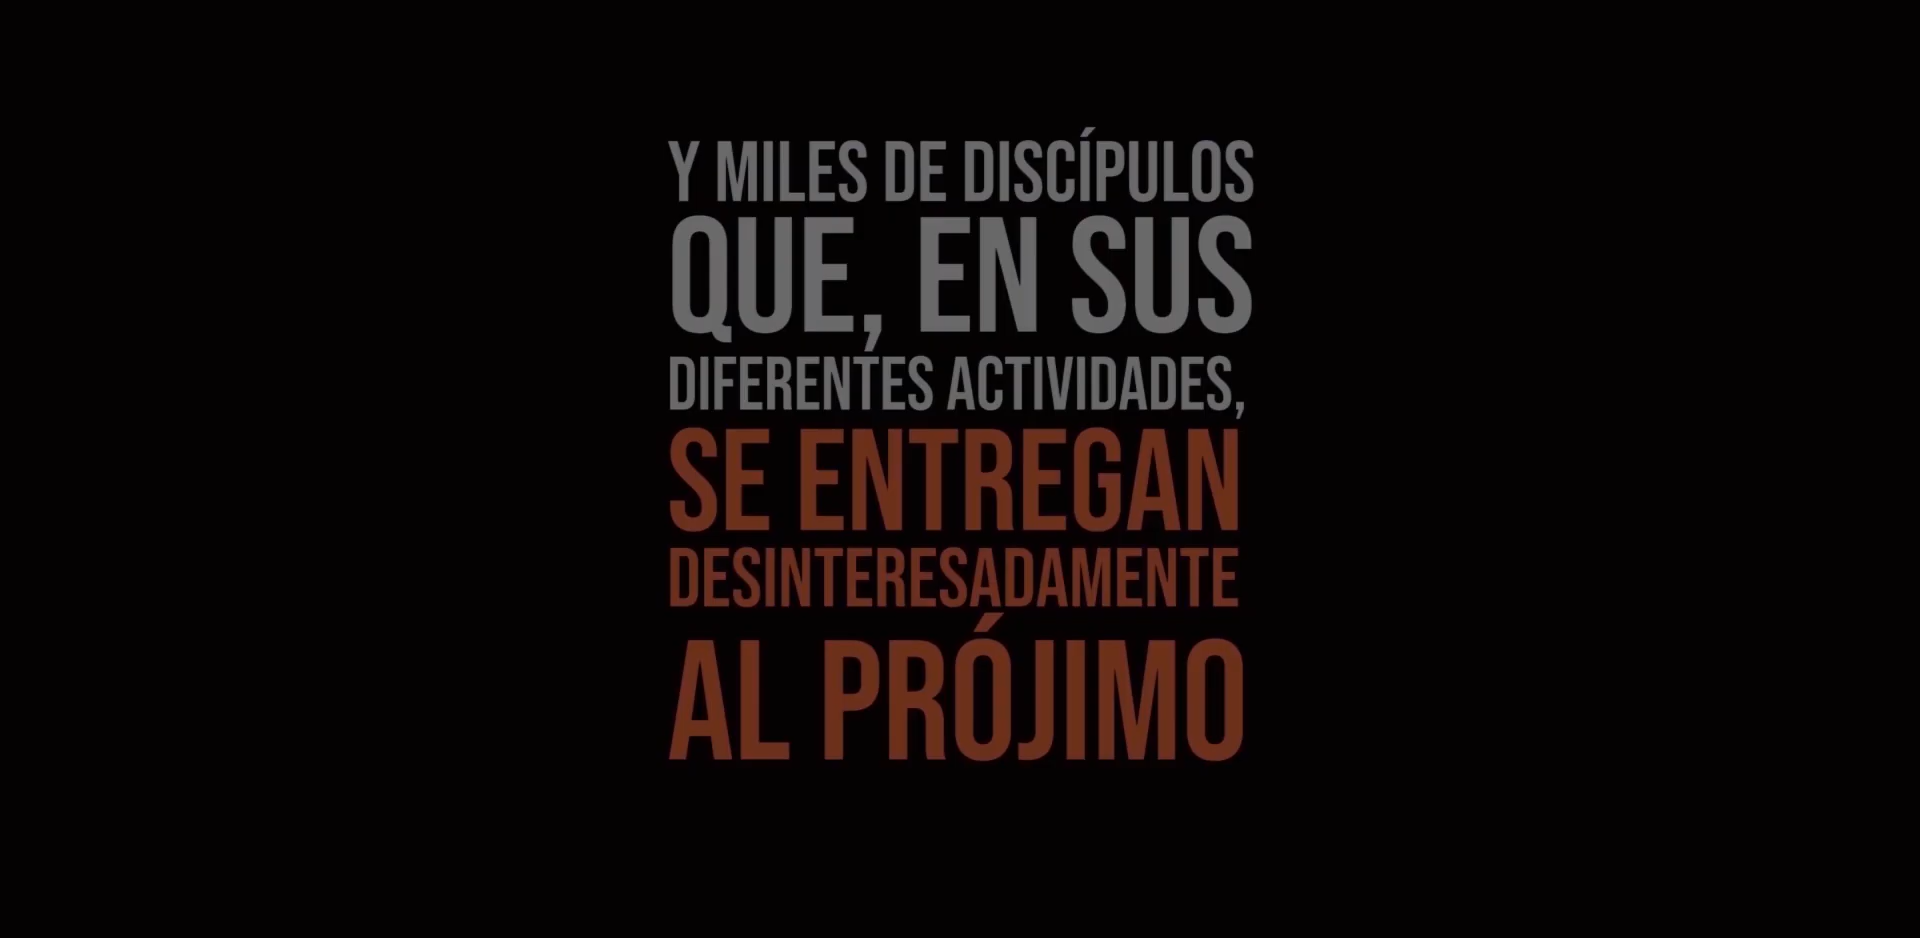 Y MILES DE DISCÍPULOS
QUE, EN SUS
DIFERENTES ACTIVIDADES,
SE ENTREGAN
DESINTERESADAMENTE
AL PRÓJIMO